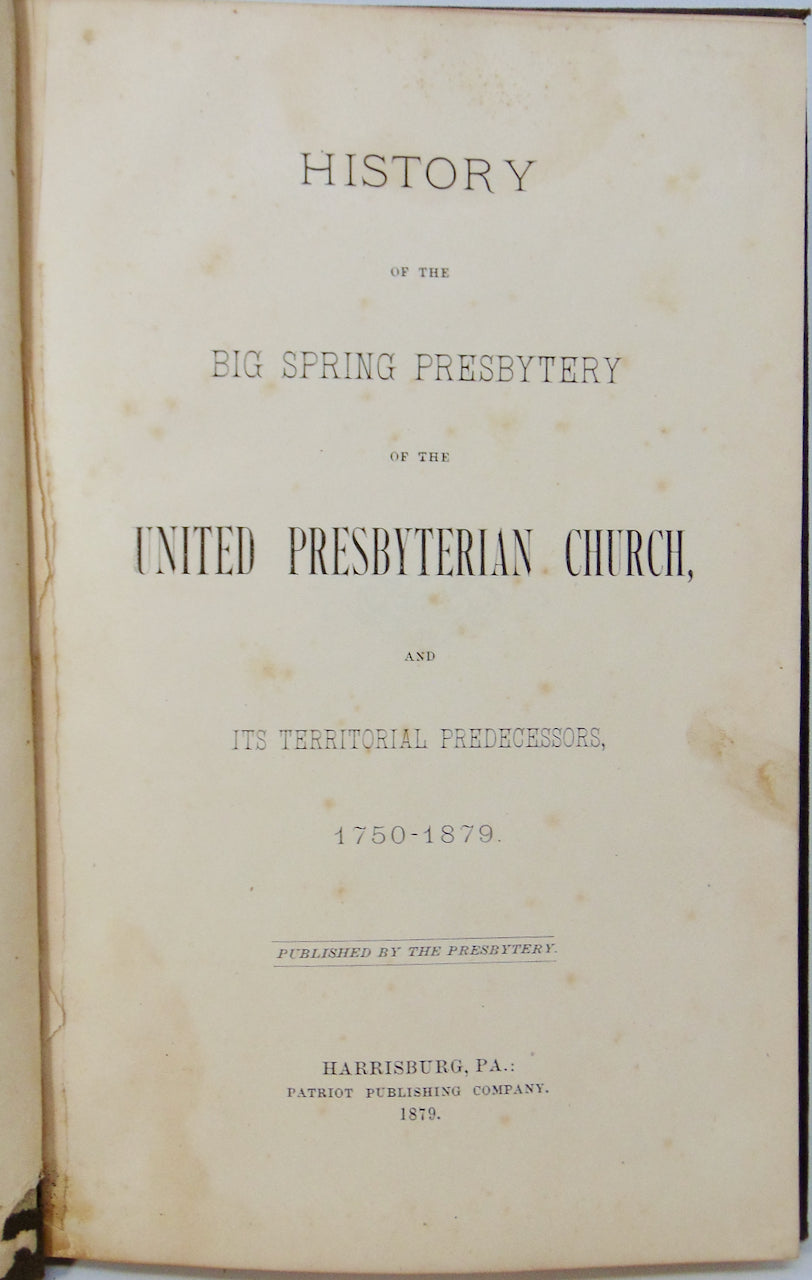 HISTORY
OF THE
BIG SPRING PRESBYTERY
OF THE
UNITED PRESBYTERIAN CHURCH,
AND
ITS TERRITORIAL PREDECESSORS,
1750-1879.
PUBLISHED BY THE PRESBYTERY.
HARRISBURG, PA.:
PATRIOT PUBLISHING COMPANY.
1879.